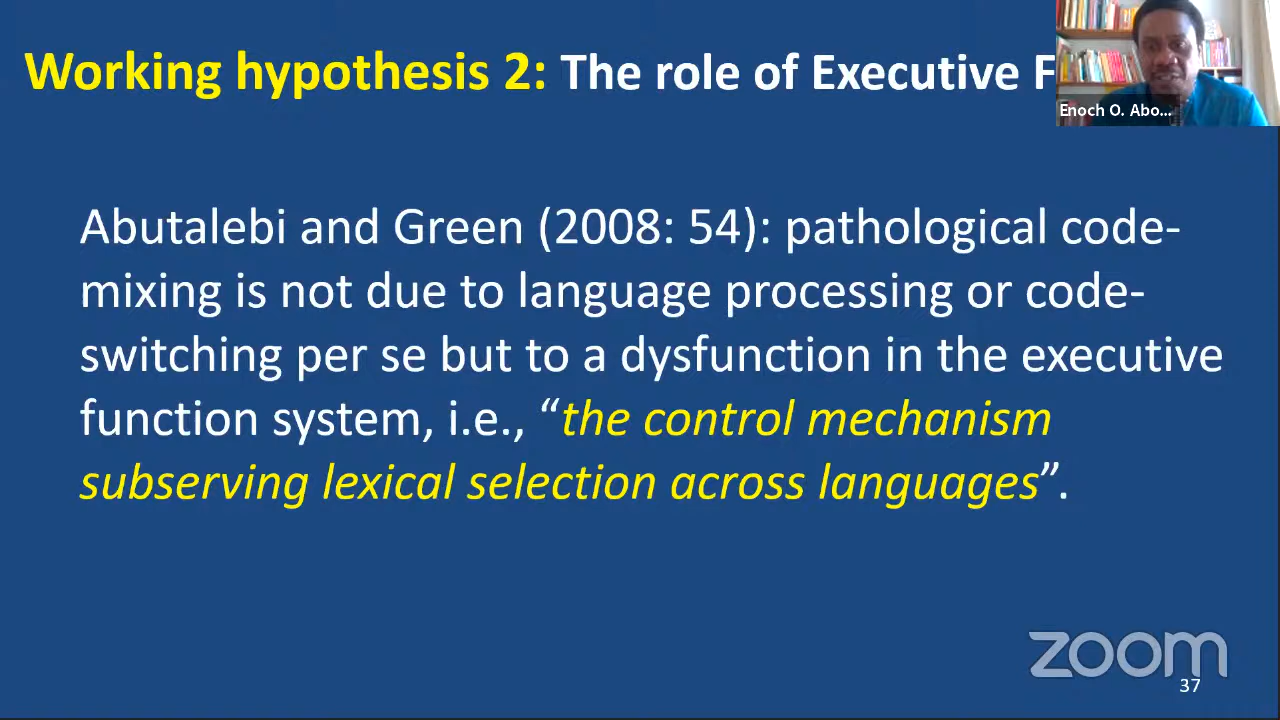 Working hypothesis 2: The role of Executive F
Enoch O. Abo...
Abutalebi and Green (2008: 54): pathological code-
mixing is not due to language processing or code-
switching per se but to a dysfunction in the executive
function system, i.e., “the control mechanism
subserving lexical selection across languages”.
zoom
37